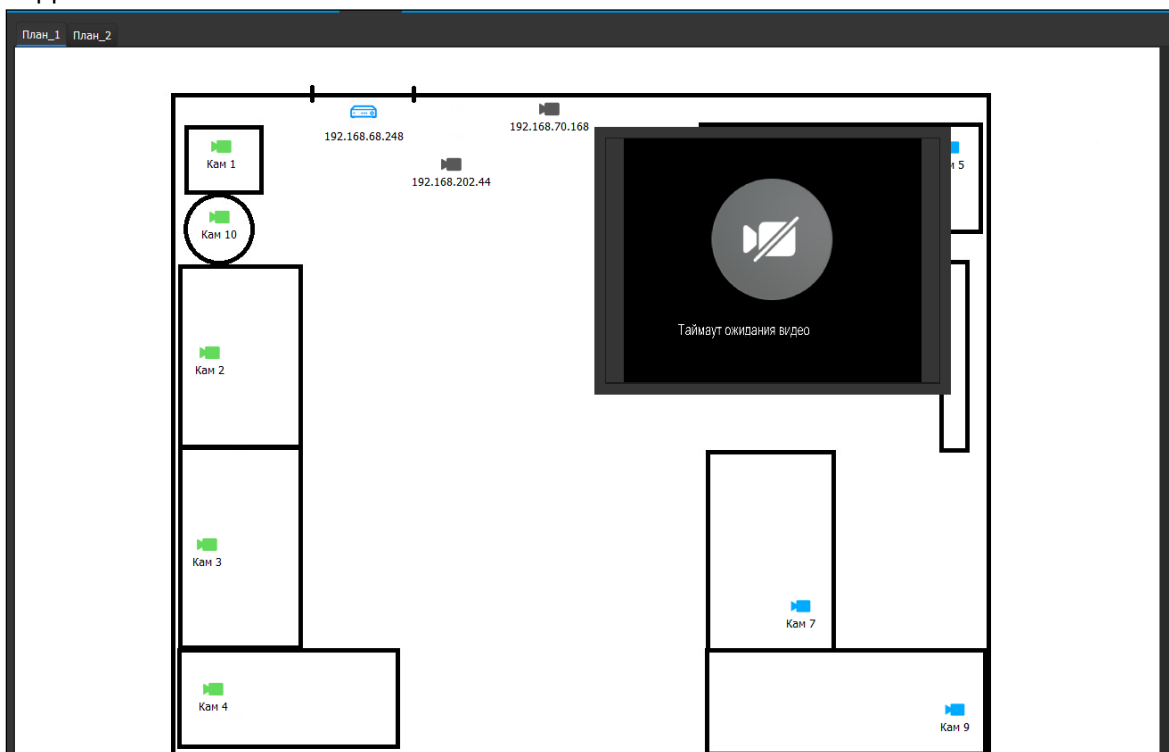 План_1 План_2
192.168.68.248
192.168.70.168
192.168.202.44
Кам 1
Кам 10
Кам 2
Кам 3
Кам 4
5
Таймаут ожидания видео
Кам 7
Кам 9